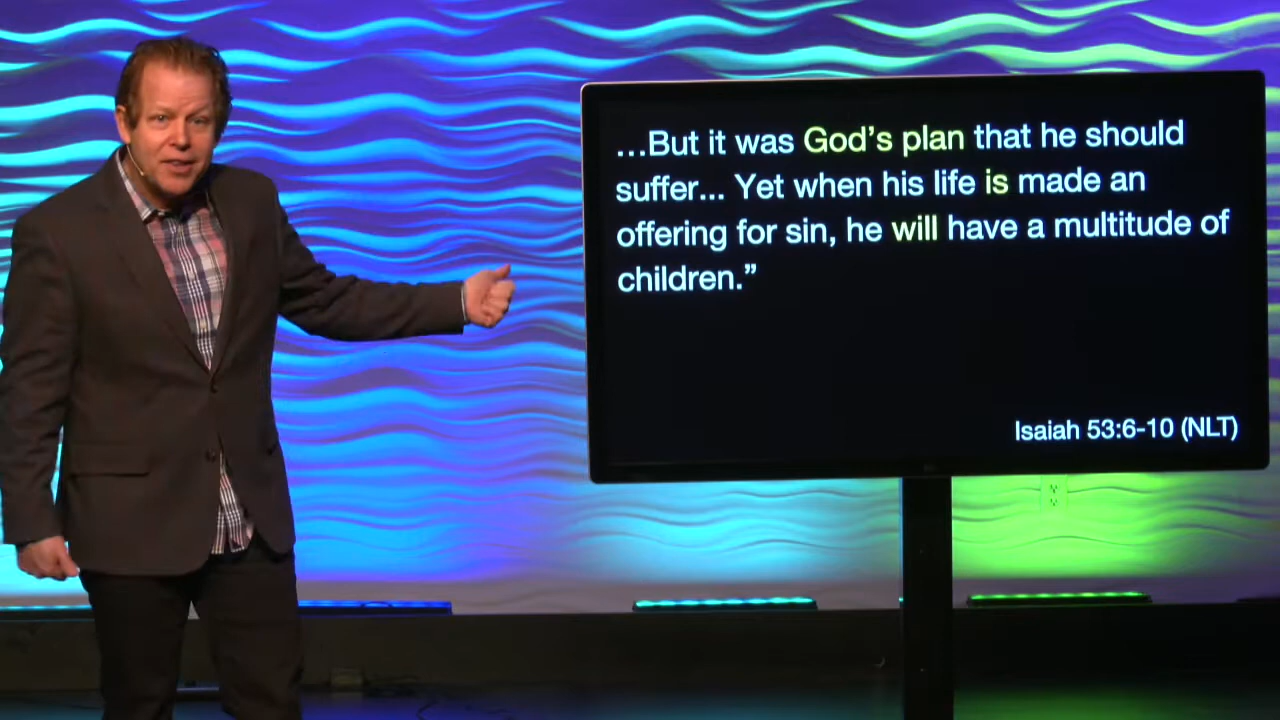 …But it was God’s plan that he should
suffer... Yet when his life is made an
offering for sin, he will have a multitude of
children.”
Isaiah 53:6-10 (NLT)